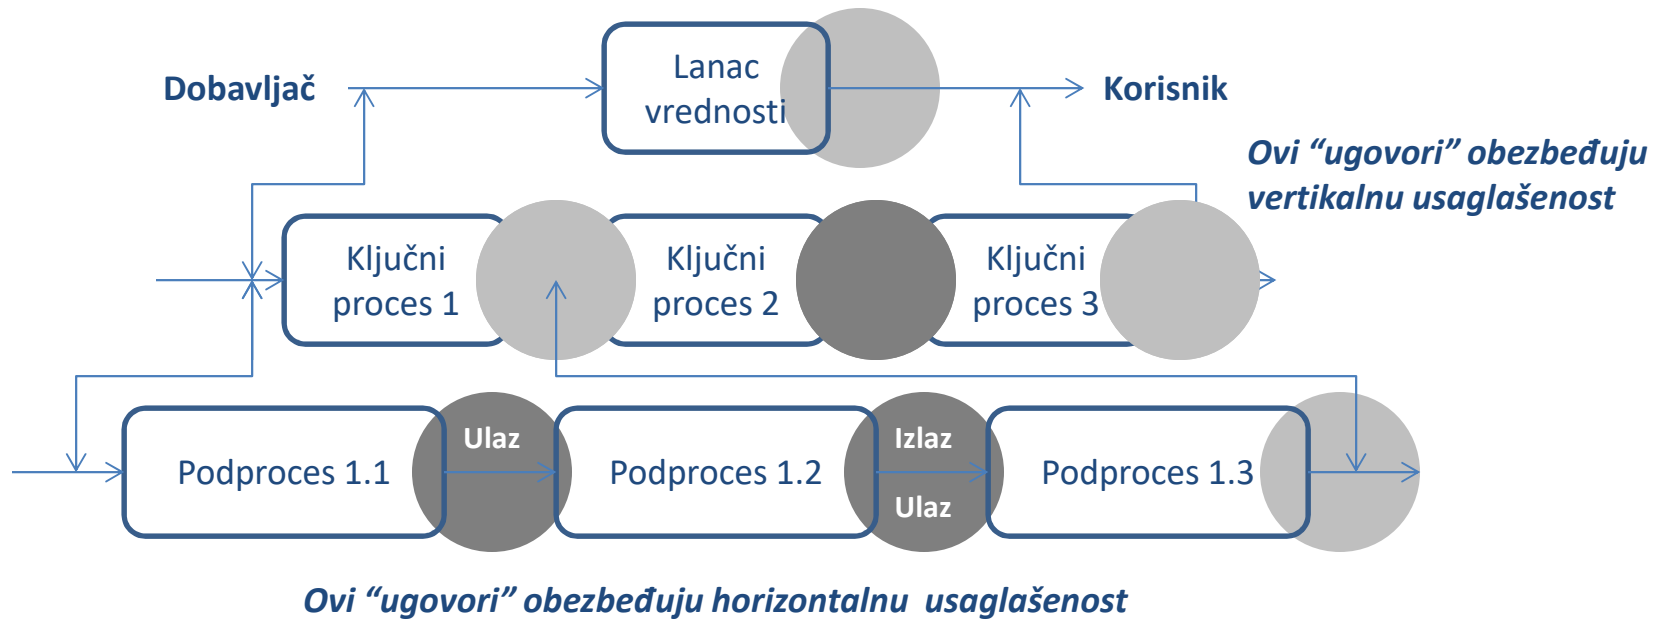 Lanac
vrednosti
Dobavljač
Korisnik
Ovi “ugovori” obezbeđuju
vertikalnu usaglašenost
Ključni
proces 1
Ključni
proces 2
Ključni
proces 3
Ulaz
Izlaz
Podproces 1.1
Podproces 1.2
Podproces 1.3
Ulaz
Ovi “ugovori” obezbeđuju horizontalnu usaglašenost